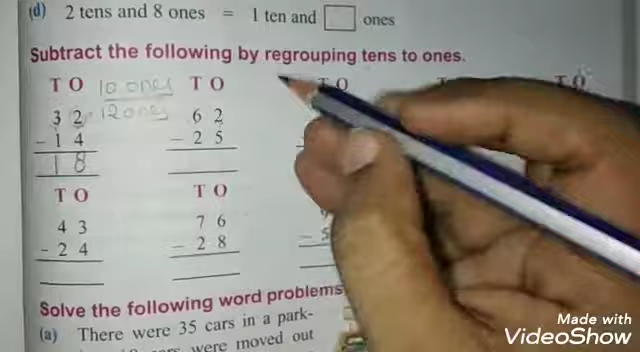 (d) 2 tens and 8 ones = 1 ten and ones
Subtract the following by regrouping tens to ones.
T O 10 ones T O T O T O
3 2 12 ones 6 2
- 1 4 - 2 5
1 8
T O T O
4 3 7 6
- 2 4 - 2 8 - 5
Solve the following word problems
(a) There were 35 cars in a park-
cars were moved out
Made with
VideoShow